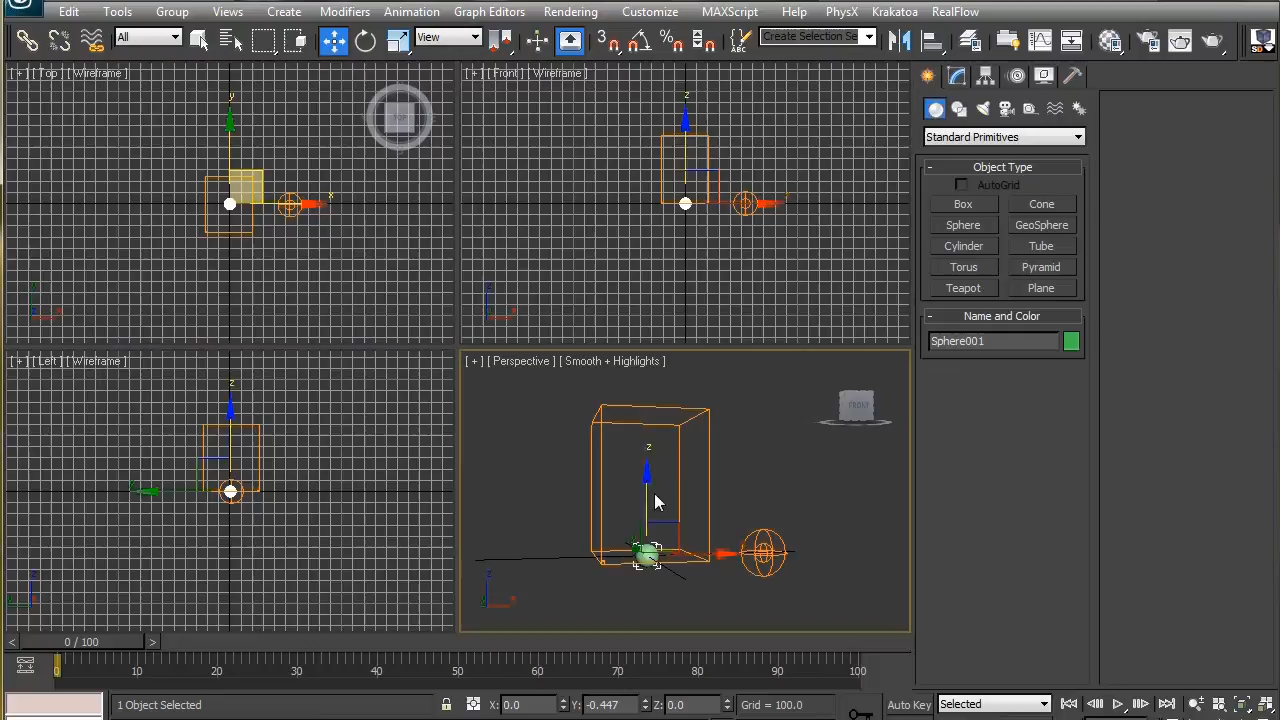 Edit Tools Group Views Create Modifiers Animation Graph Editors Rendering Customize MAXScript Help PhysX Krakatoa RealFlow
All View 3 Create Selection Se
[ + ] [ Top ] [ Wireframe ]
[ + ] [ Front ] [ Wireframe ]
y
TOP
x
z
x
Standard Primitives
- Object Type
AutoGrid
Box Cone
Sphere GeoSphere
Cylinder Tube
Torus Pyramid
Teapot Plane
- Name and Color
Sphere001
[ + ] [ Left ] [ Wireframe ]
[ + ] [ Perspective ] [ Smooth + Highlights ]
z
FRONT
z
z
z
< 0 / 100 >
0 10 20 30 40 50 60 70 80 90 100
1 Object Selected X: 0.0 Y: -0.447 Z: 0.0 Grid = 100.0 Auto Key Selected